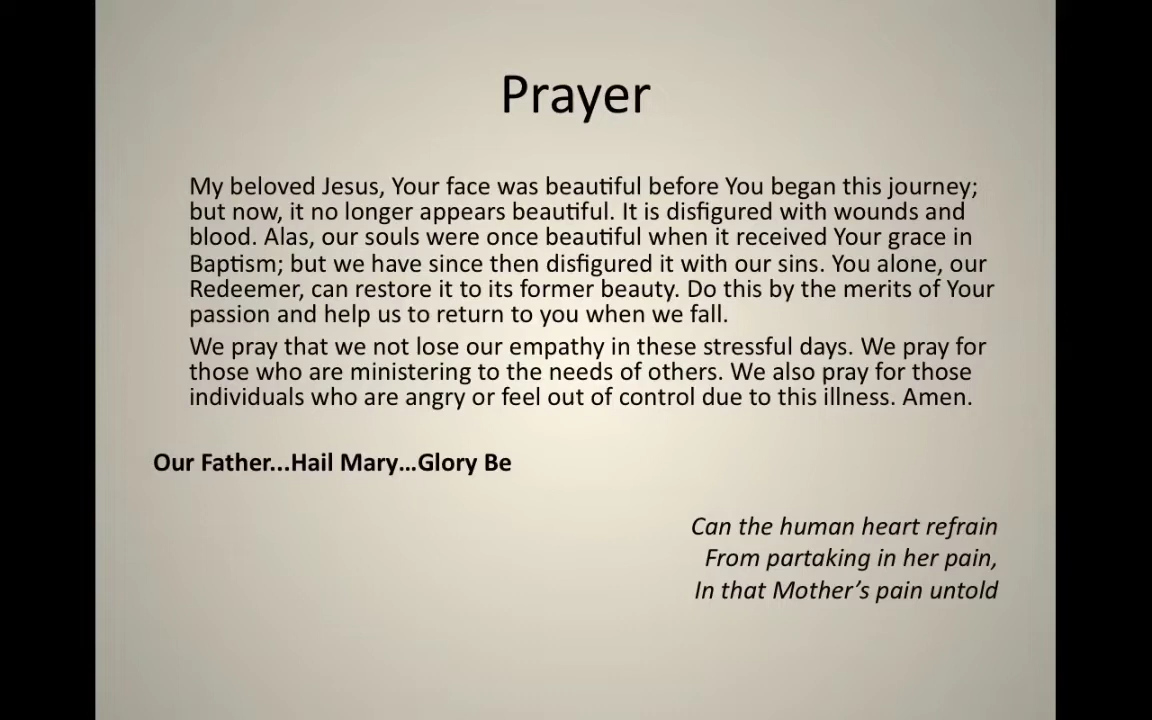 Prayer
My beloved Jesus, Your face was beautiful before You began this journey;
but now, it no longer appears beautiful. It is disfigured with wounds and
blood. Alas, our souls were once beautiful when it received Your grace in
Baptism; but we have since then disfigured it with our sins. You alone, our
Redeemer, can restore it to its former beauty. Do this by the merits of Your
passion and help us to return to you when we fall.
We pray that we not lose our empathy in these stressful days. We pray for
those who are ministering to the needs of others. We also pray for those
individuals who are angry or feel out of control due to this illness. Amen.
Our Father...Hail Mary…Glory Be
Can the human heart refrain
From partaking in her pain,
In that Mother’s pain untold